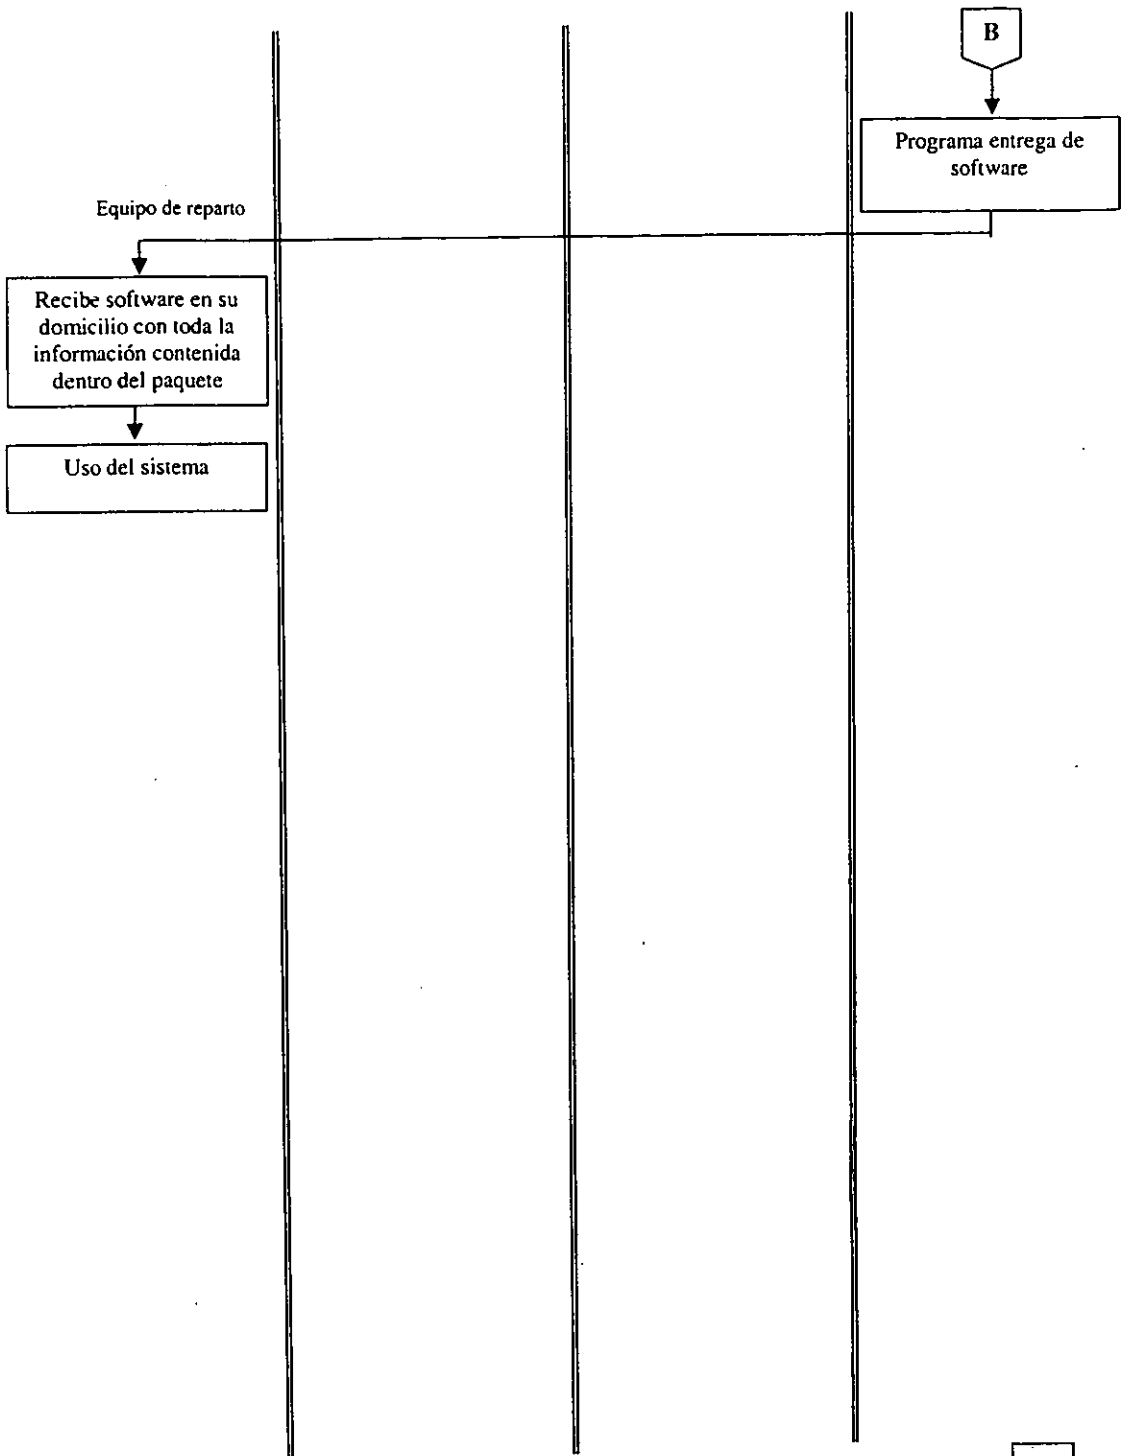 B
Programa entrega de
software
Equipo de reparto
Recibe software en su
domicilio con toda la
información contenida
dentro del paquete
Uso del sistema